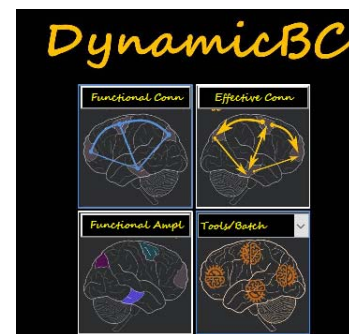 DynamicBC
Functional Conn
Effective Conn
Functional Ampl
Tools/Batch